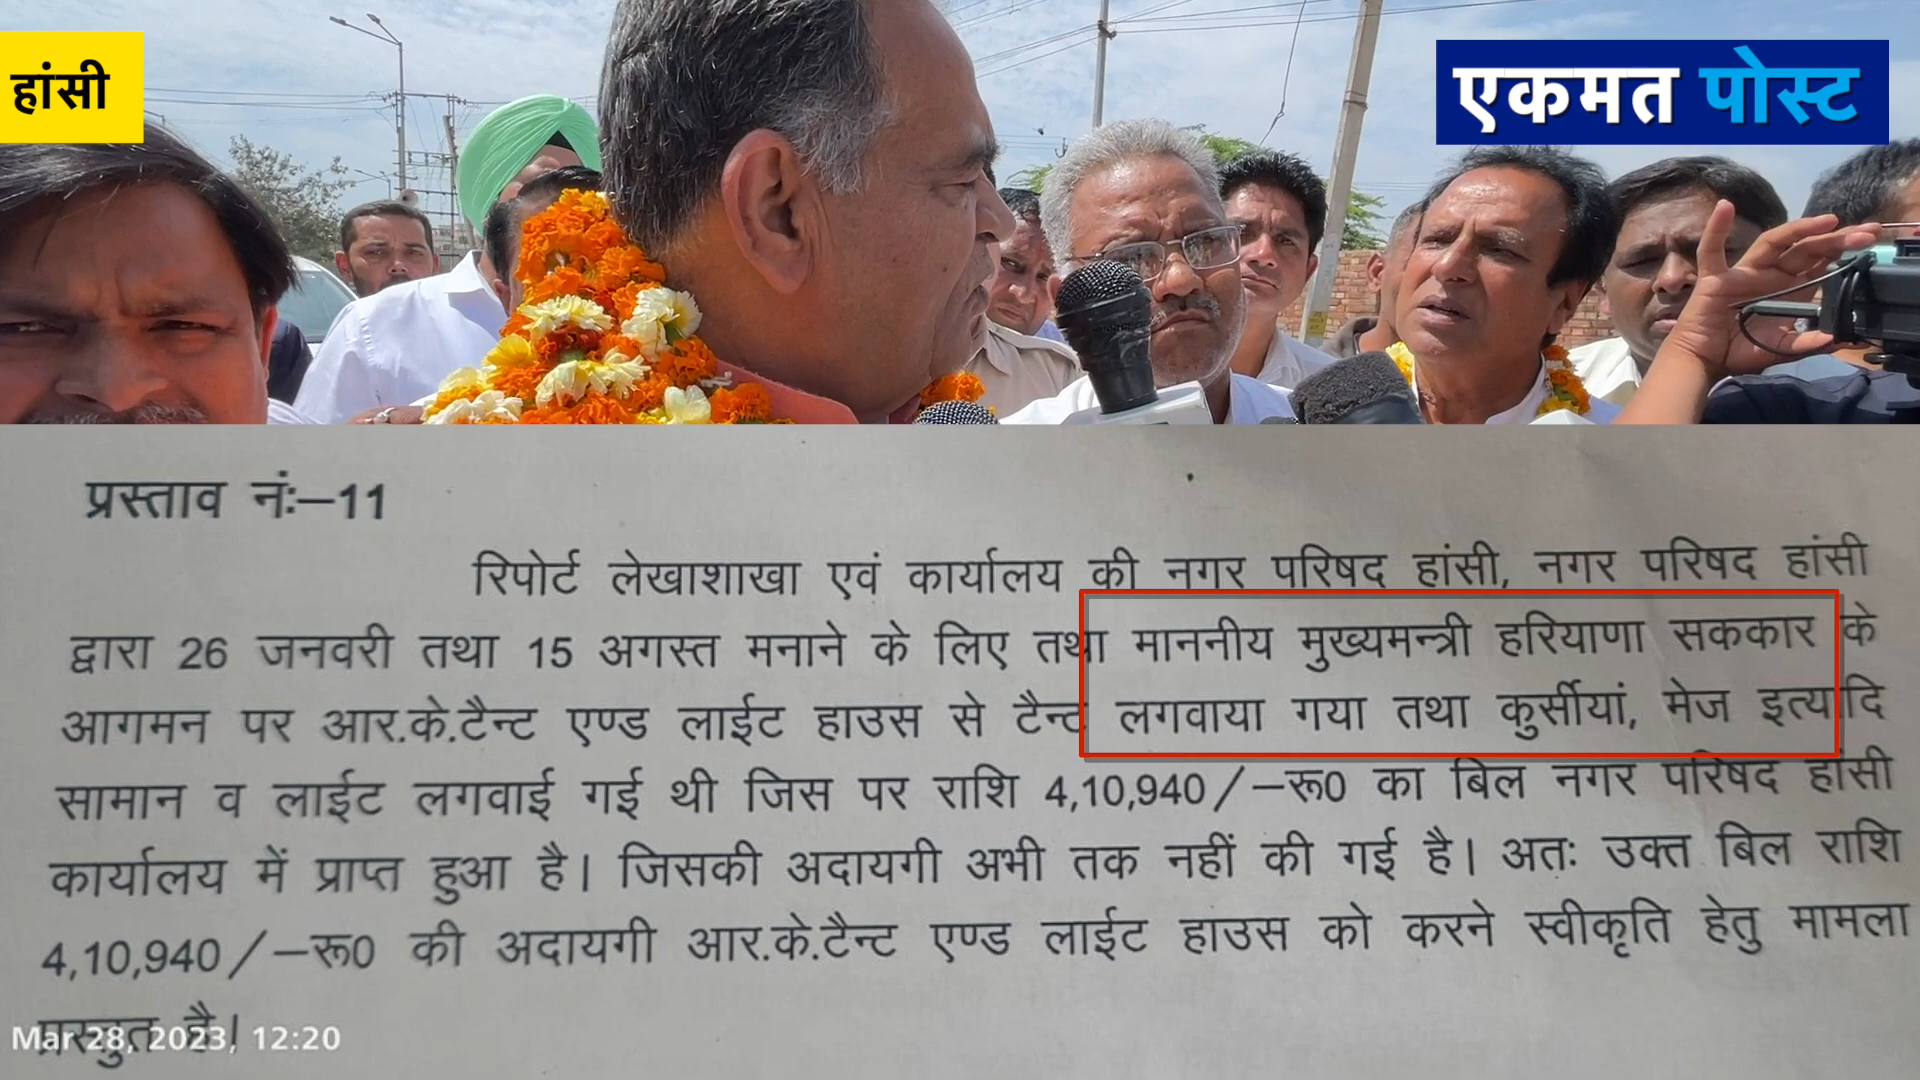 हांसी
एकमत पोस्ट
प्रस्ताव नंः–11
रिपोर्ट लेखाशाखा एवं कार्यालय की नगर परिषद हांसी, नगर परिषद हांसी
द्वारा 26 जनवरी तथा 15 अगस्त मनाने के लिए तथा माननीय मुख्यमन्त्री हरियाणा सककार के
आगमन पर आर.के.टैन्ट एण्ड लाईट हाउस से टैन्ट लगवाया गया तथा कुर्सीयां, मेज इत्यादि
सामान व लाईट लगवाई गई थी जिस पर राशि 4,10,940/–रू0 का बिल नगर परिषद हांसी
कार्यालय में प्राप्त हुआ है। जिसकी अदायगी अभी तक नहीं की गई है। अतः उक्त बिल राशि
4,10,940/–रू0 की अदायगी आर.के.टैन्ट एण्ड लाईट हाउस को करने स्वीकृति हेतु मामला
प्रस्तुत है।
Mar 28, 2023, 12:20